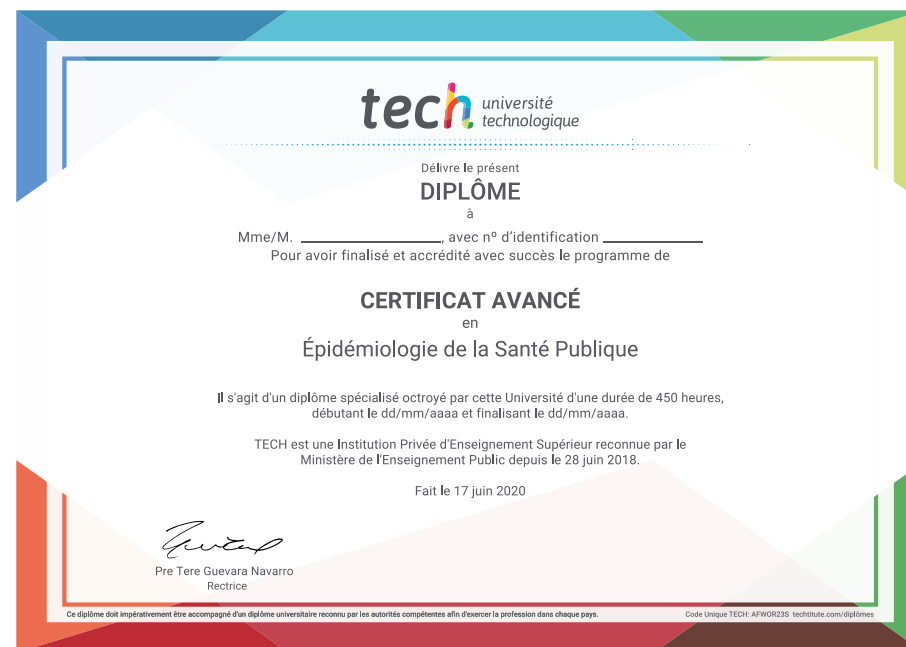 tech université
technologique
Délivre le présent
DIPLÔME
à
Mme/M. ____________________, avec nº d'identification ______________
Pour avoir finalisé et accrédité avec succès le programme de
CERTIFICAT AVANCÉ
en
Épidémiologie de la Santé Publique
Il s'agit d'un diplôme spécialisé octroyé par cette Université d'une durée de 450 heures,
débutant le dd/mm/aaaa et finalisant le dd/mm/aaaa.
TECH est une Institution Privée d'Enseignement Supérieur reconnue par le
Ministère de l'Enseignement Public depuis le 28 juin 2018.
Fait le 17 juin 2020
Pre Tere Guevara Navarro
Rectrice
Ce diplôme doit impérativement être accompagné d'un diplôme universitaire reconnu par les autorités compétentes afin d'exercer la profession dans chaque pays.
Code Unique TECH: AFWOR23S techtitute.com/diplômes